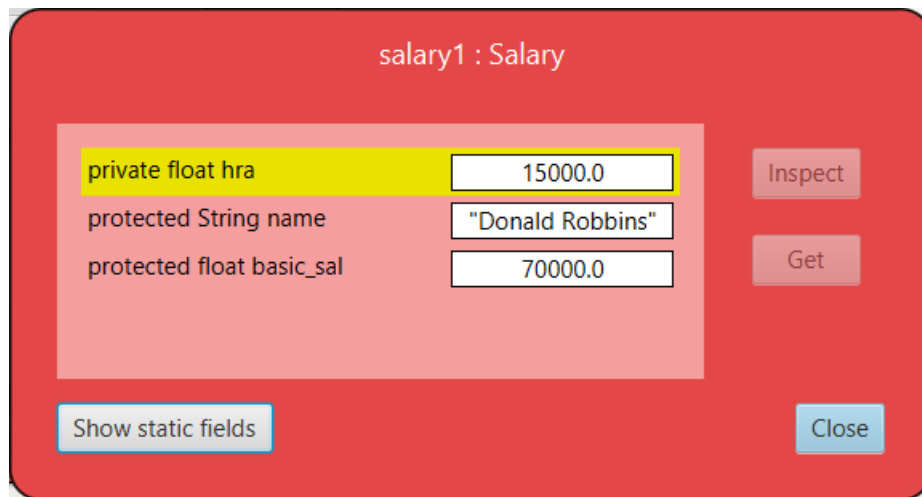 salary1 : Salary
private float hra 15000.0
Inspect
protected String name "Donald Robbins"
protected float basic_sal 70000.0
Get
Show static fields
Close